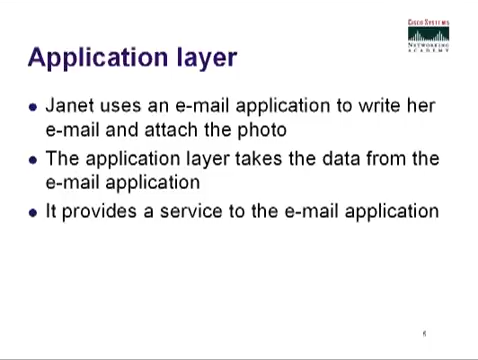 CISCO SYSTEMS
NETWORKING
ACADEMY
Application layer
● Janet uses an e-mail application to write her
e-mail and attach the photo
● The application layer takes the data from the
e-mail application
● It provides a service to the e-mail application